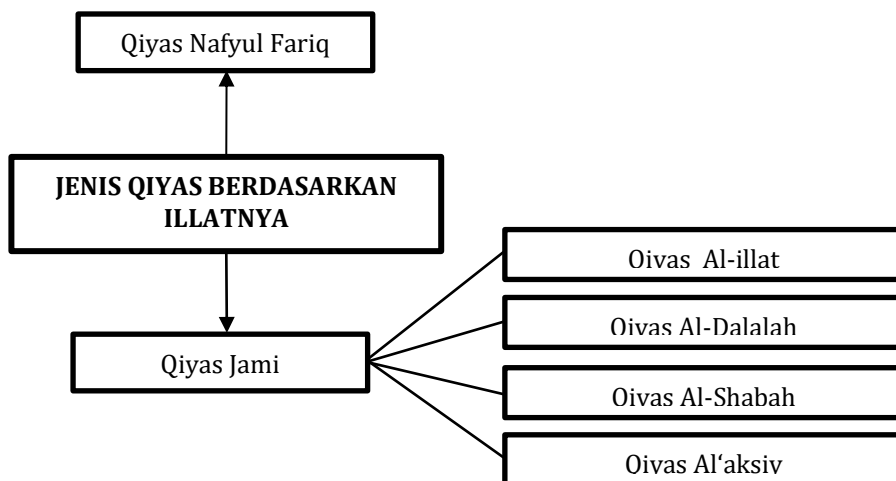 Qiyas Nafyul Fariq
JENIS QIYAS BERDASARKAN
ILLATNYA
Qiyas Jami
Qiyas Al-illat
Qiyas Al-Dalalah
Qiyas Al-Shabah
Qiyas Al‘aksiy